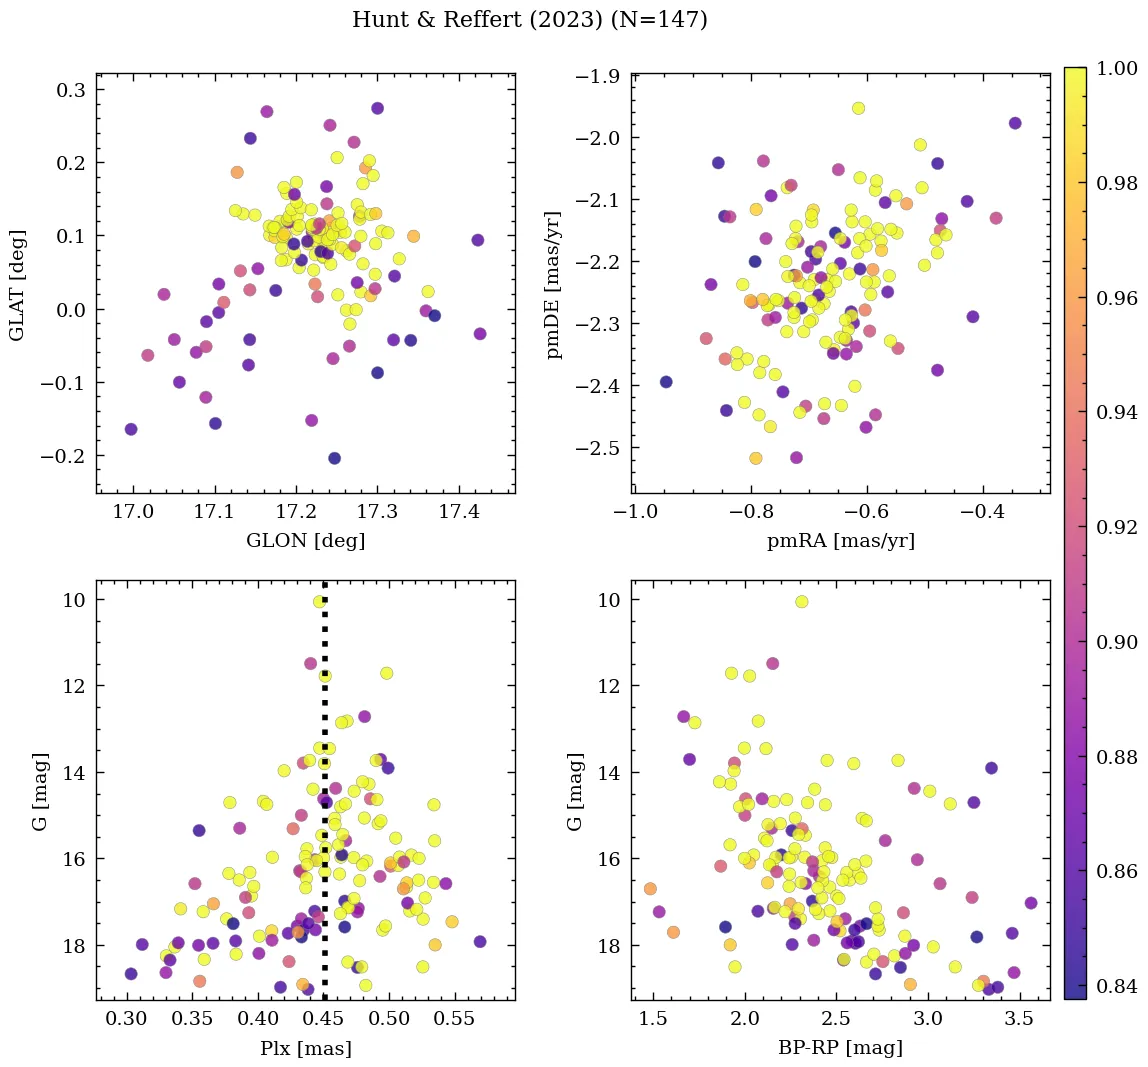 Hunt & Reffert (2023) (N=147)
0.3
0.2
0.1
0.0
−0.1
−0.2
GLAT [deg]
17.0 17.1 17.2 17.3 17.4
GLON [deg]
−1.9
−2.0
−2.1
−2.2
−2.3
−2.4
−2.5
pmDE [mas/yr]
−1.0 −0.8 −0.6 −0.4
pmRA [mas/yr]
10
12
14
16
18
G [mag]
0.30 0.35 0.40 0.45 0.50 0.55
Plx [mas]
10
12
14
16
18
G [mag]
1.5 2.0 2.5 3.0 3.5
BP-RP [mag]
1.00
0.98
0.96
0.94
0.92
0.90
0.88
0.86
0.84